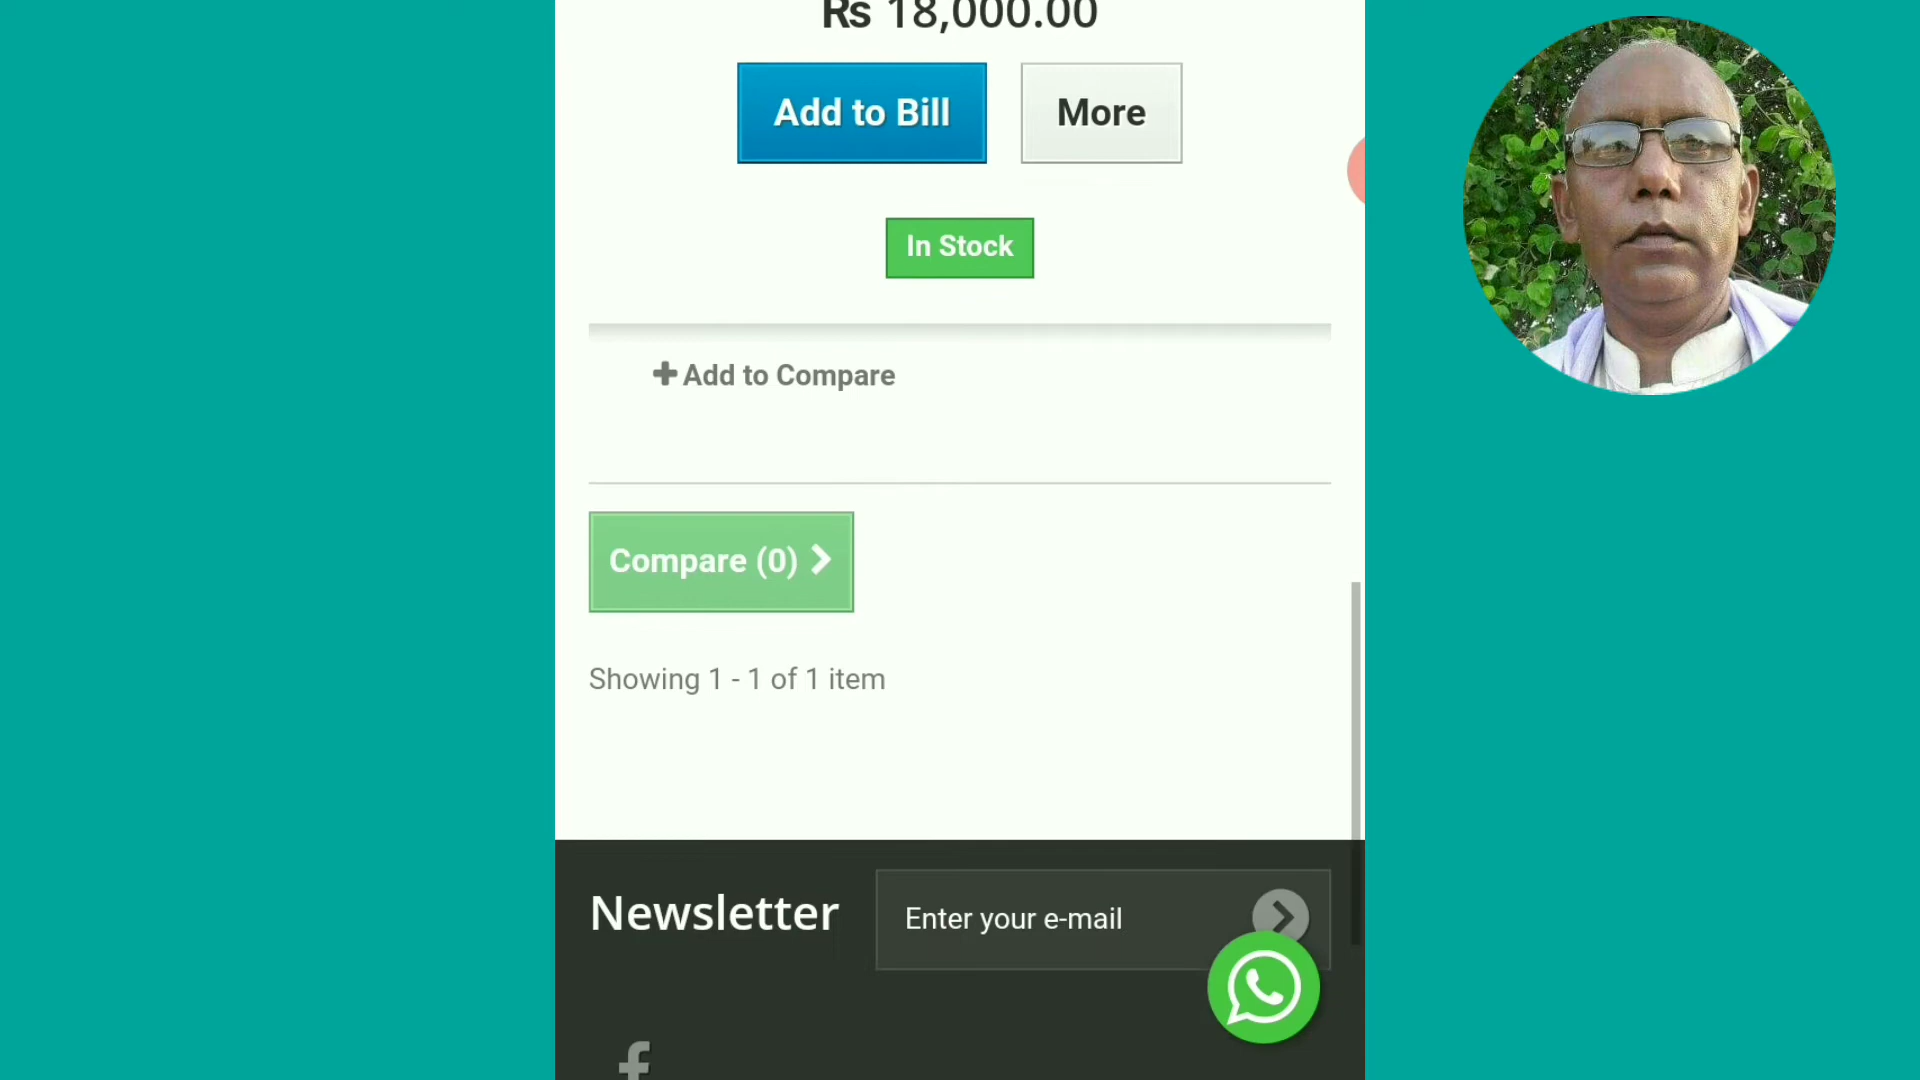 Rs 18,000.00
Add to Bill
More
In Stock
Add to Compare
Compare (0)
Showing 1 - 1 of 1 item
Newsletter
Enter your e-mail